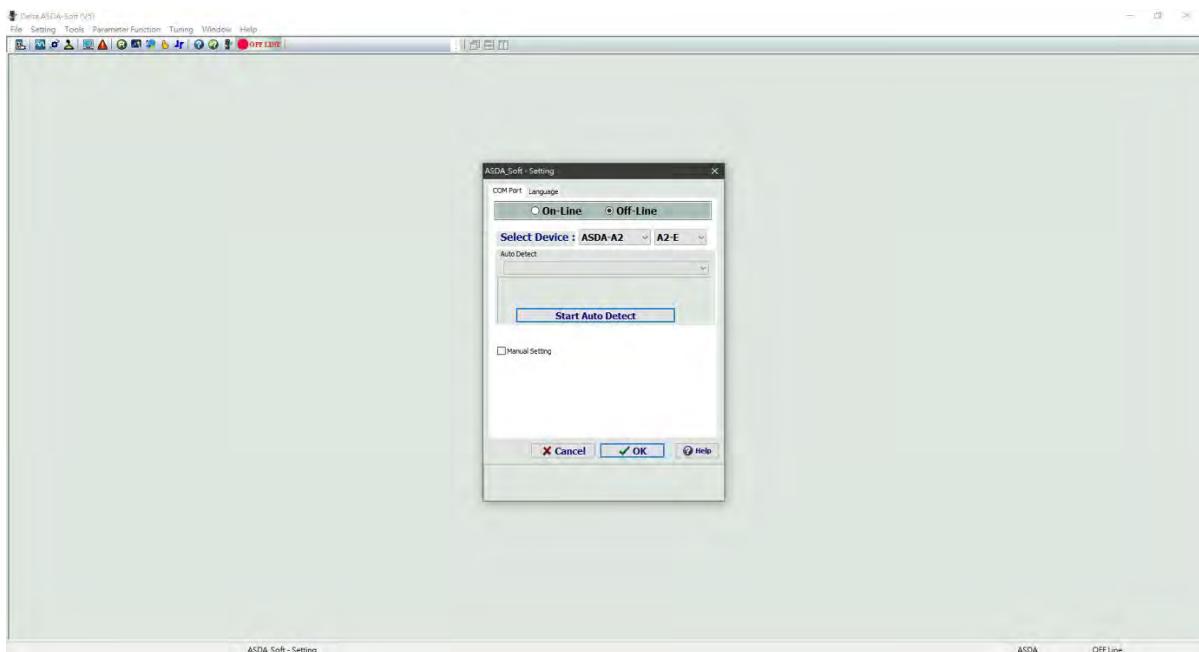 Delta ASDA-Soft (V5)
File Setting Tools Parameter Function Tuning Window Help
OFF LINE
ASDA_Soft - Setting
COM Port Language
On-Line Off-Line
Select Device : ASDA-A2 A2-E
Auto Detect
Start Auto Detect
Manual Setting
Cancel OK Help
ASDA_Soft - Setting ASDA OFF Line